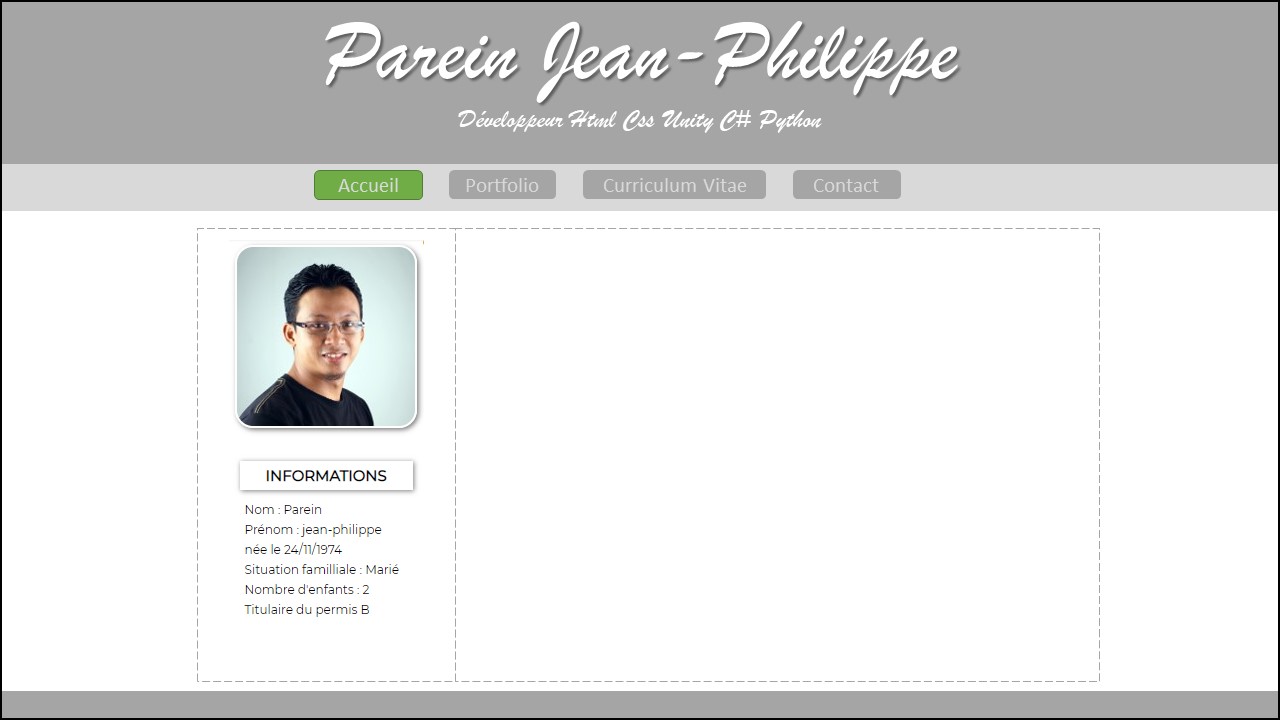 Parein Jean-Philippe
Développeur Html Css Unity C# Python
Accueil Portfolio Curriculum Vitae Contact
INFORMATIONS
Nom : Parein
Prénom : jean-philippe
née le 24/11/1974
Situation familliale : Marié
Nombre d'enfants : 2
Titulaire du permis B